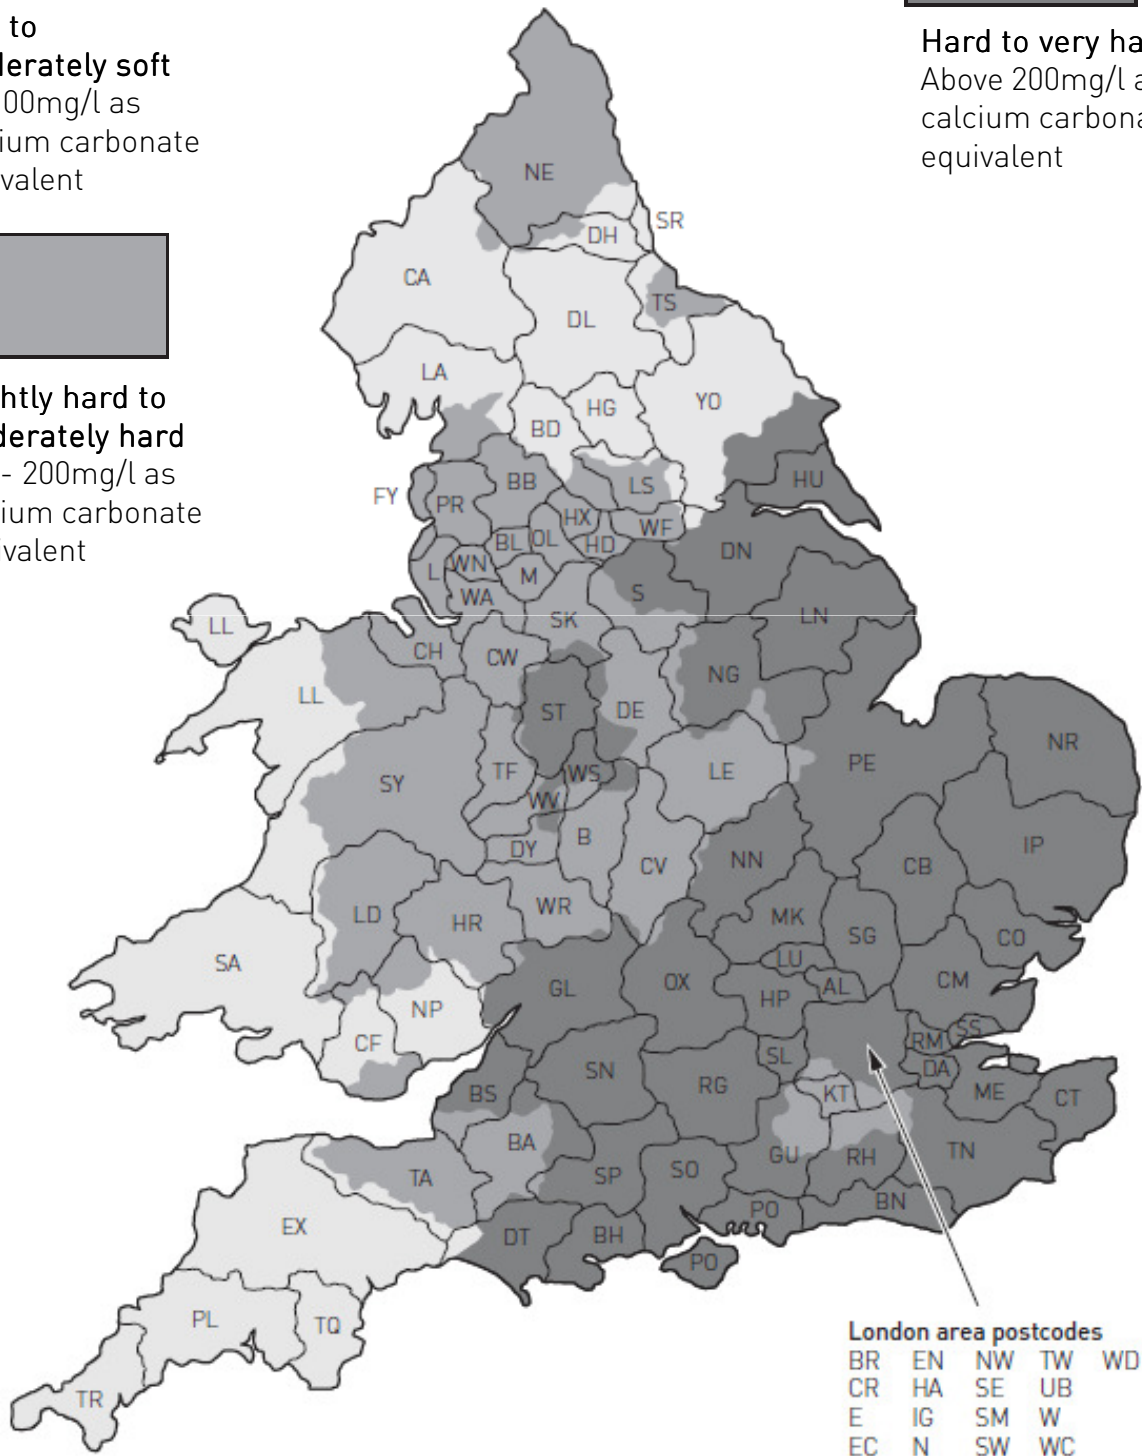 to
derately soft
00mg/l as
ium carbonate
valent
Hard to very ha
Above 200mg/l a
calcium carbona
equivalent
htly hard to
derately hard
- 200mg/l as
ium carbonate
ivalent
NE
SR
DH
CA
TS
DL
LA
HG
YO
BD
HU
BB
LS
FY
PR
HX
WF
BL
OL
HD
DN
L
WN
M
WA
S
SK
LN
LL
CH
CW
NG
LL
ST
DE
NR
TF
WS
LE
PE
SY
WV
B
IP
DY
CV
NN
CB
LD
HR
WR
MK
SG
CO
SA
LU
GL
OX
HP
AL
CM
NP
CF
SL
RM
SS
SN
DA
RG
KT
ME
CT
BS
BA
GU
RH
TN
TA
SP
SO
PO
BN
EX
DT
BH
PO
PL
TQ
TR
London area postcodes
BR EN NW TW WD
CR HA SE UB
E IG SM W
EC N SW WC